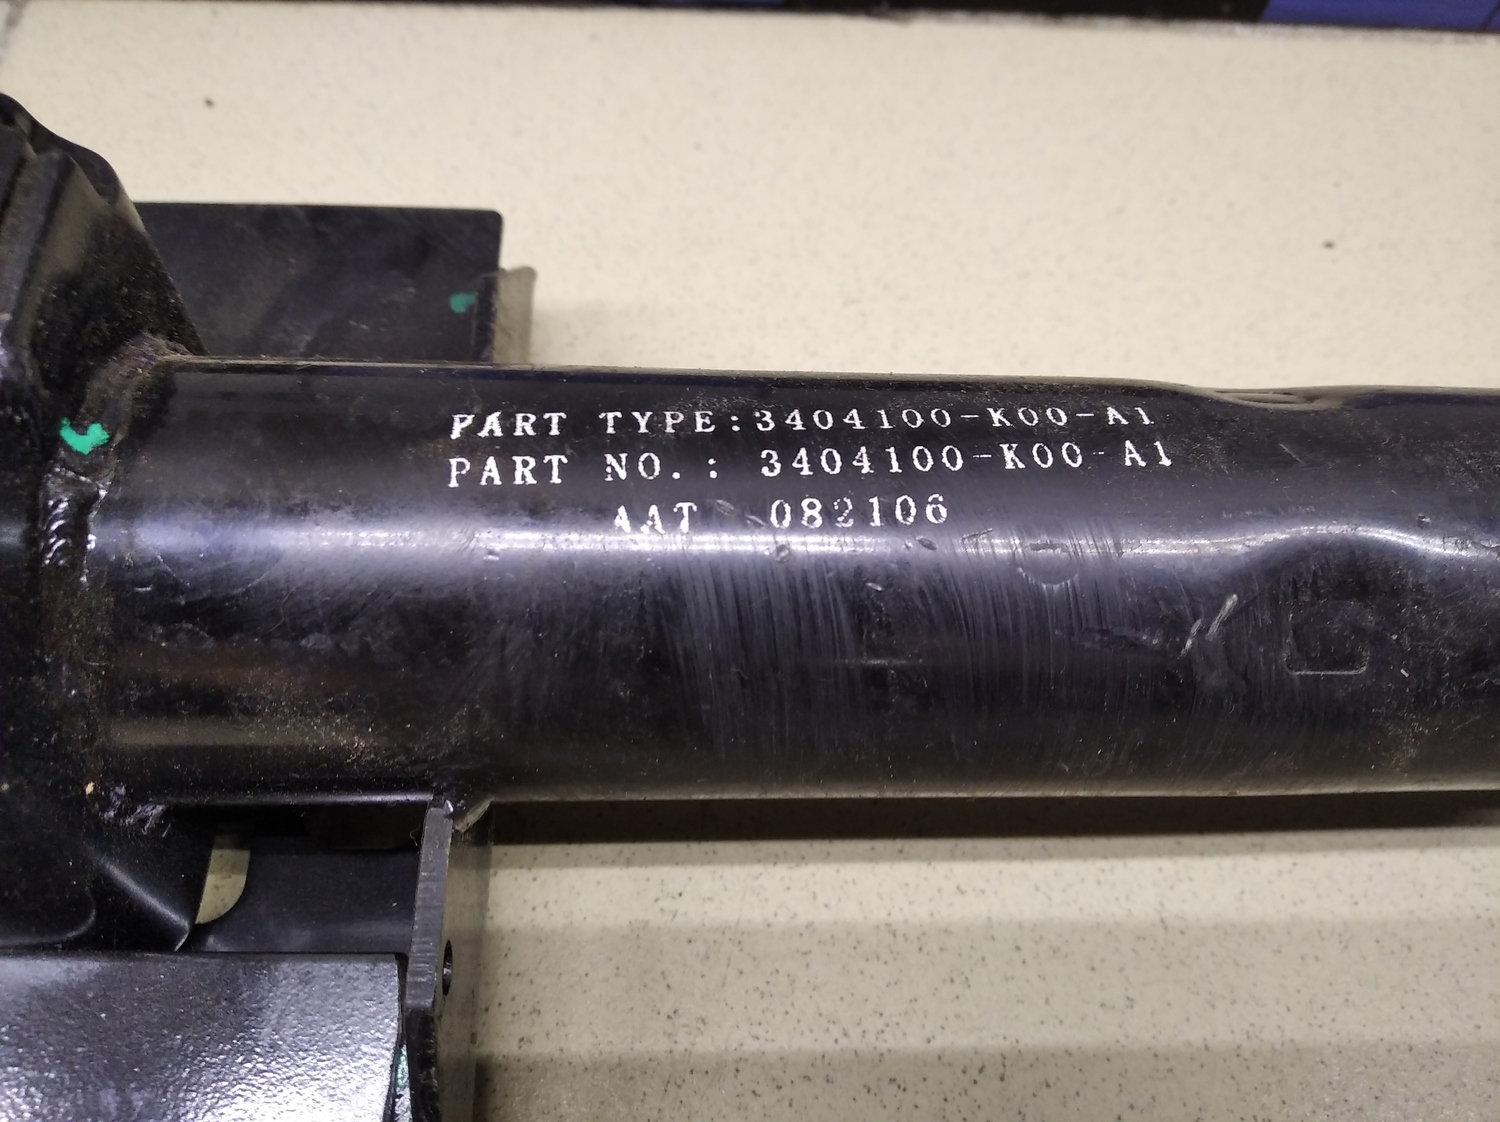 PART TYPE:3404100-K00-A1
PART NO.: 3404100-K00-A1
AAT 082106